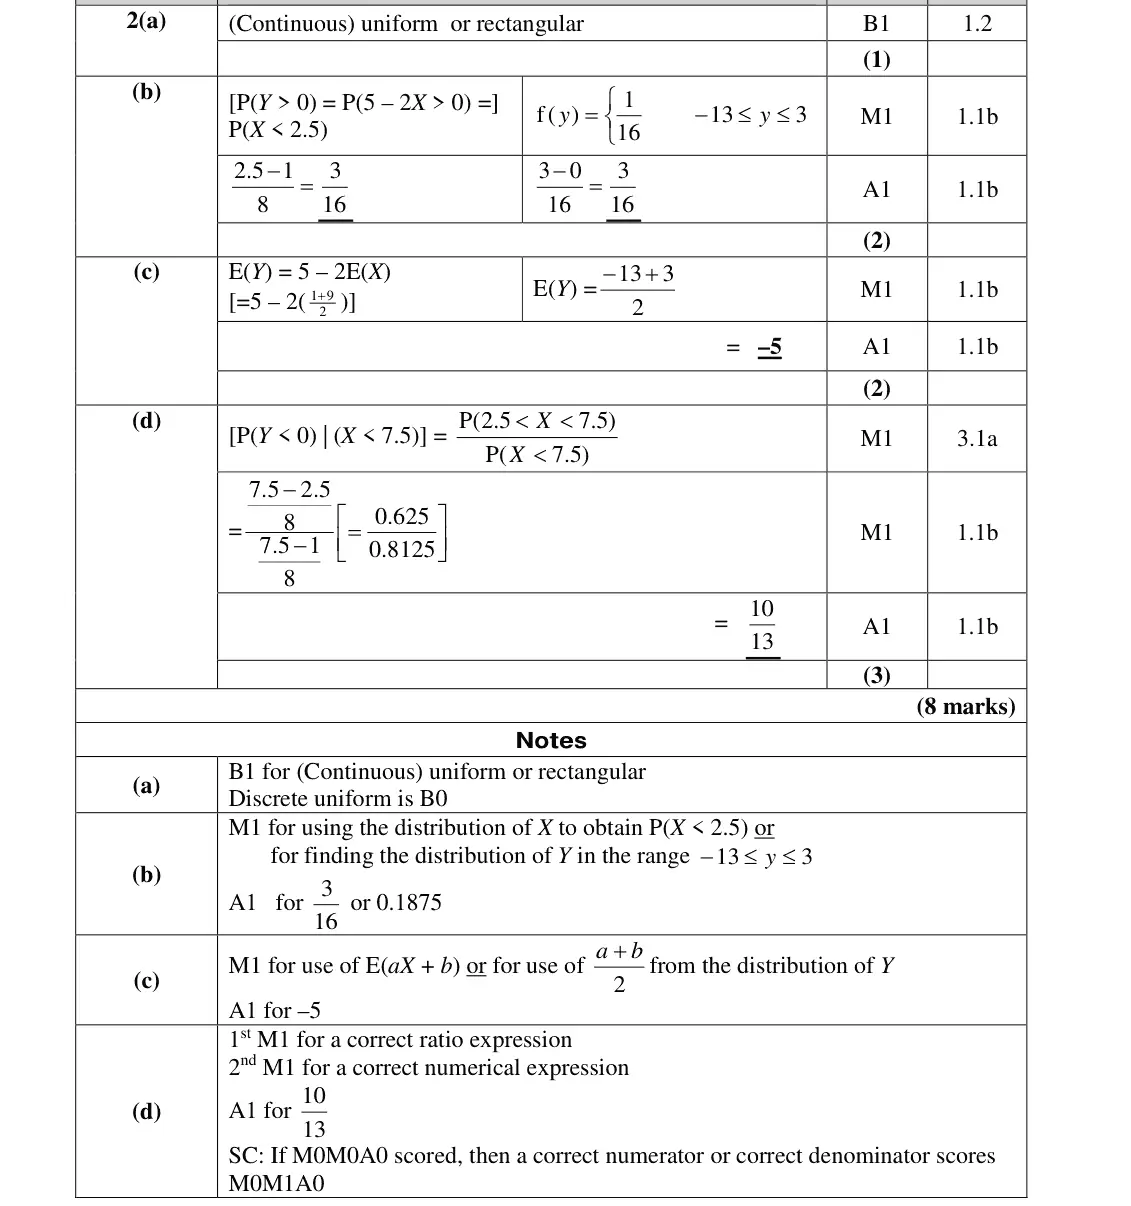 2(a) (Continuous) uniform or rectangular B1 1.2
(1)
(b) [P(Y > 0) = P(5 – 2X > 0) =] P(X < 2.5) f(y) = { 1/16 –13 ≤ y ≤ 3 M1 1.1b
(2.5 – 1)/8 = 3/16 (3 – 0)/16 = 3/16 A1 1.1b
(2)
(c) E(Y) = 5 – 2E(X) [=5 – 2((1+9)/2)] E(Y) = (–13 + 3)/2 M1 1.1b
= –5 A1 1.1b
(2)
(d) [P(Y < 0) | (X < 7.5)] = P(2.5 < X < 7.5)/P(X < 7.5) M1 3.1a
= ((7.5 – 2.5)/8)/((7.5 – 1)/8) [= 0.625/0.8125] M1 1.1b
= 10/13 A1 1.1b
(3)
(8 marks)
Notes
(a) B1 for (Continuous) uniform or rectangular
Discrete uniform is B0
(b) M1 for using the distribution of X to obtain P(X < 2.5) or
for finding the distribution of Y in the range –13 ≤ y ≤ 3
A1 for 3/16 or 0.1875
(c) M1 for use of E(aX + b) or for use of (a + b)/2 from the distribution of Y
A1 for –5
(d) 1st M1 for a correct ratio expression
2nd M1 for a correct numerical expression
A1 for 10/13
SC: If M0M0A0 scored, then a correct numerator or correct denominator scores
M0M1A0